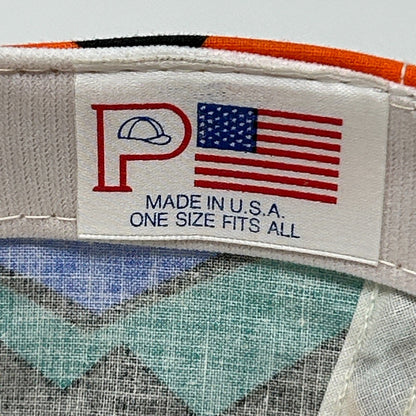 P
MADE IN U.S.A.
ONE SIZE FITS ALL